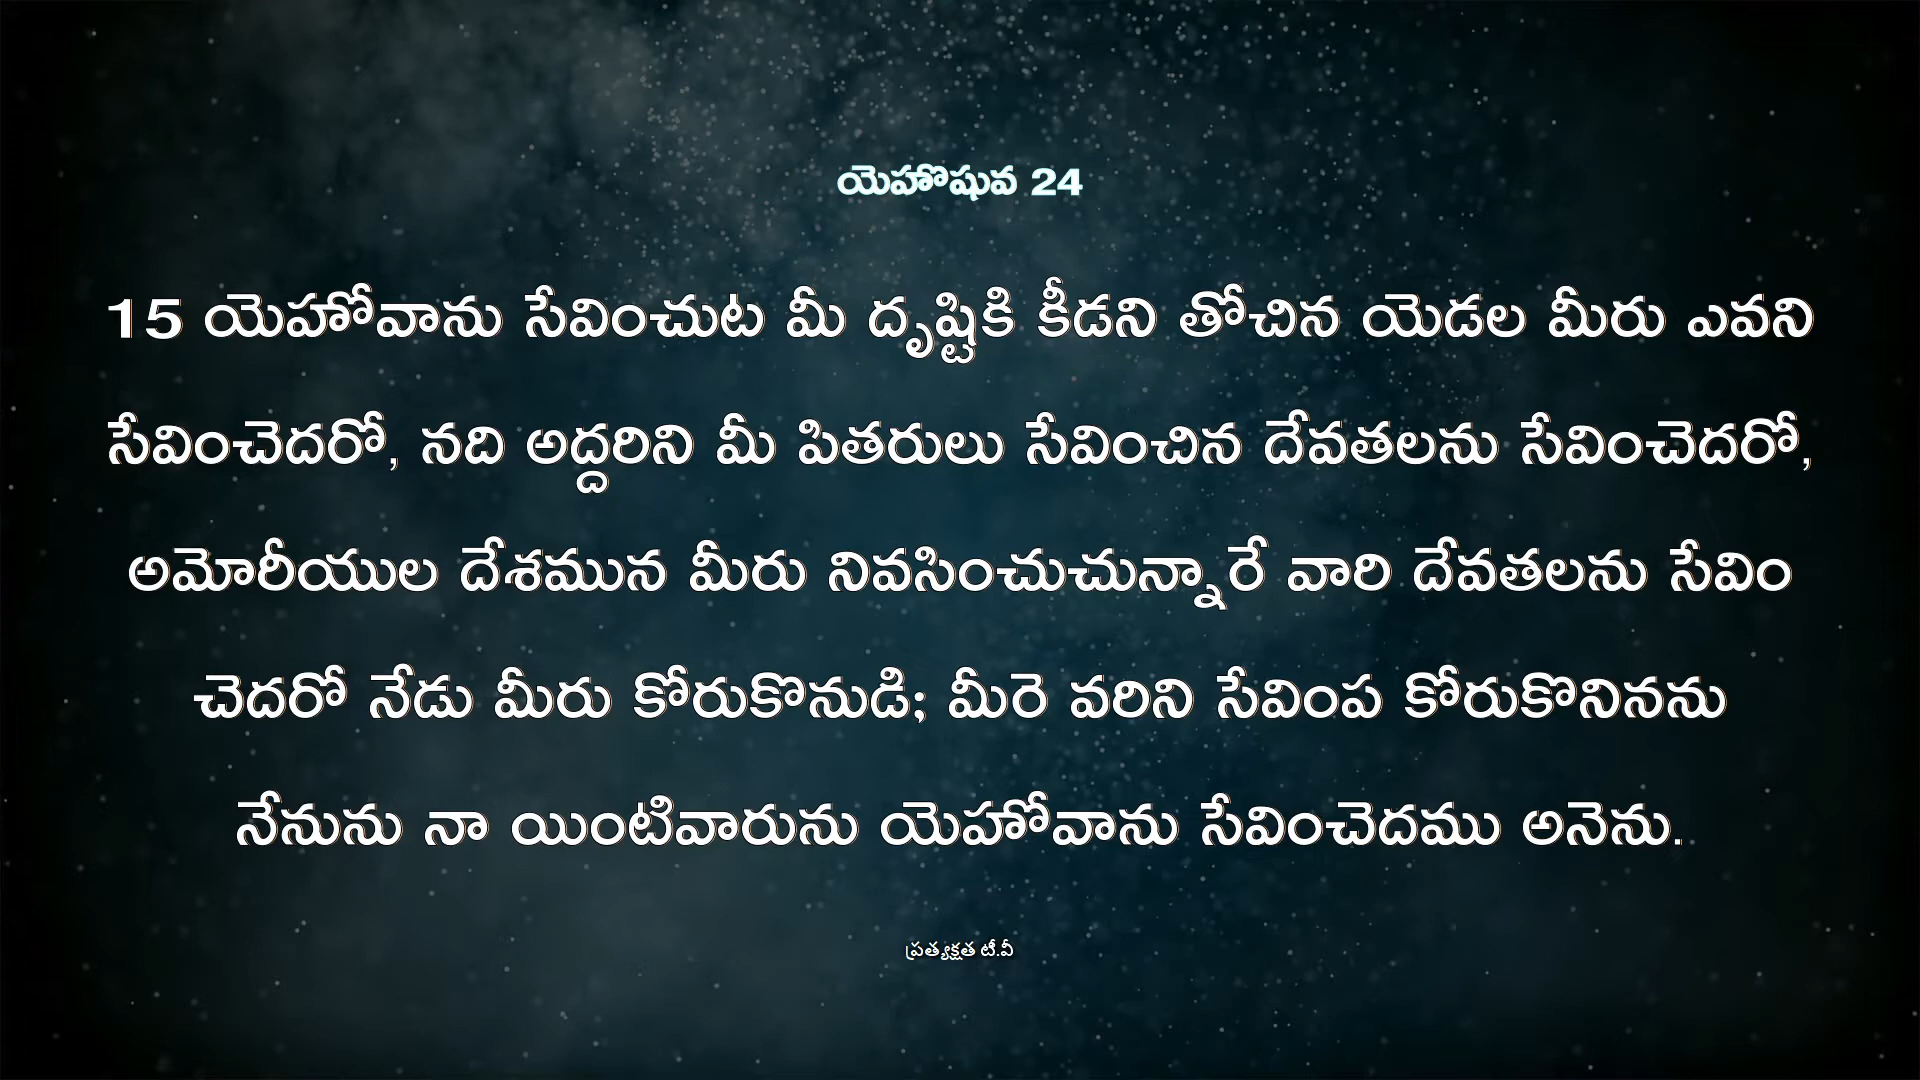 యెహొషువ 24
15 యెహోవాను సేవించుట మీ దృష్టికి కీడని తోచిన యెడల మీరు ఎవని
సేవించెదరో, నది అద్దరిని మీ పితరులు సేవించిన దేవతలను సేవించెదరో,
అమోరీయుల దేశమున మీరు నివసించుచున్నారే వారి దేవతలను సేవిం
చెదరో నేడు మీరు కోరుకొనుడి; మీరె వరిని సేవింప కోరుకొనినను
నేనును నా యింటివారును యెహోవాను సేవించెదము అనెను.
ప్రత్యక్షత టీ.వీ